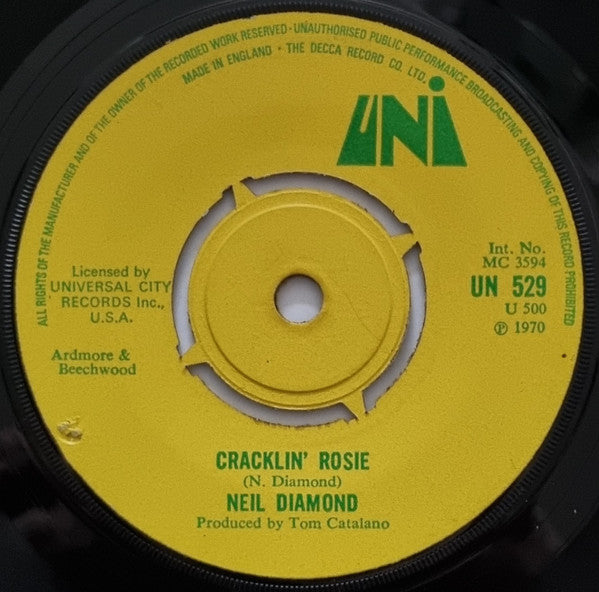 ALL RIGHTS OF THE MANUFACTURER AND OF THE OWNER OF THE RECORDED WORK RESERVED - UNAUTHORISED PUBLIC PERFORMANCE BROADCASTING AND COPYING OF THIS RECORD PROHIBITED
MADE IN ENGLAND • THE DECCA RECORD CO. LTD.
UNI
Int. No.
MC 3594
UN 529
U 500
℗ 1970
Licensed by
UNIVERSAL CITY
RECORDS Inc.,
U.S.A.
Ardmore &
Beechwood
CRACKLIN' ROSIE
(N. Diamond)
NEIL DIAMOND
Produced by Tom Catalano